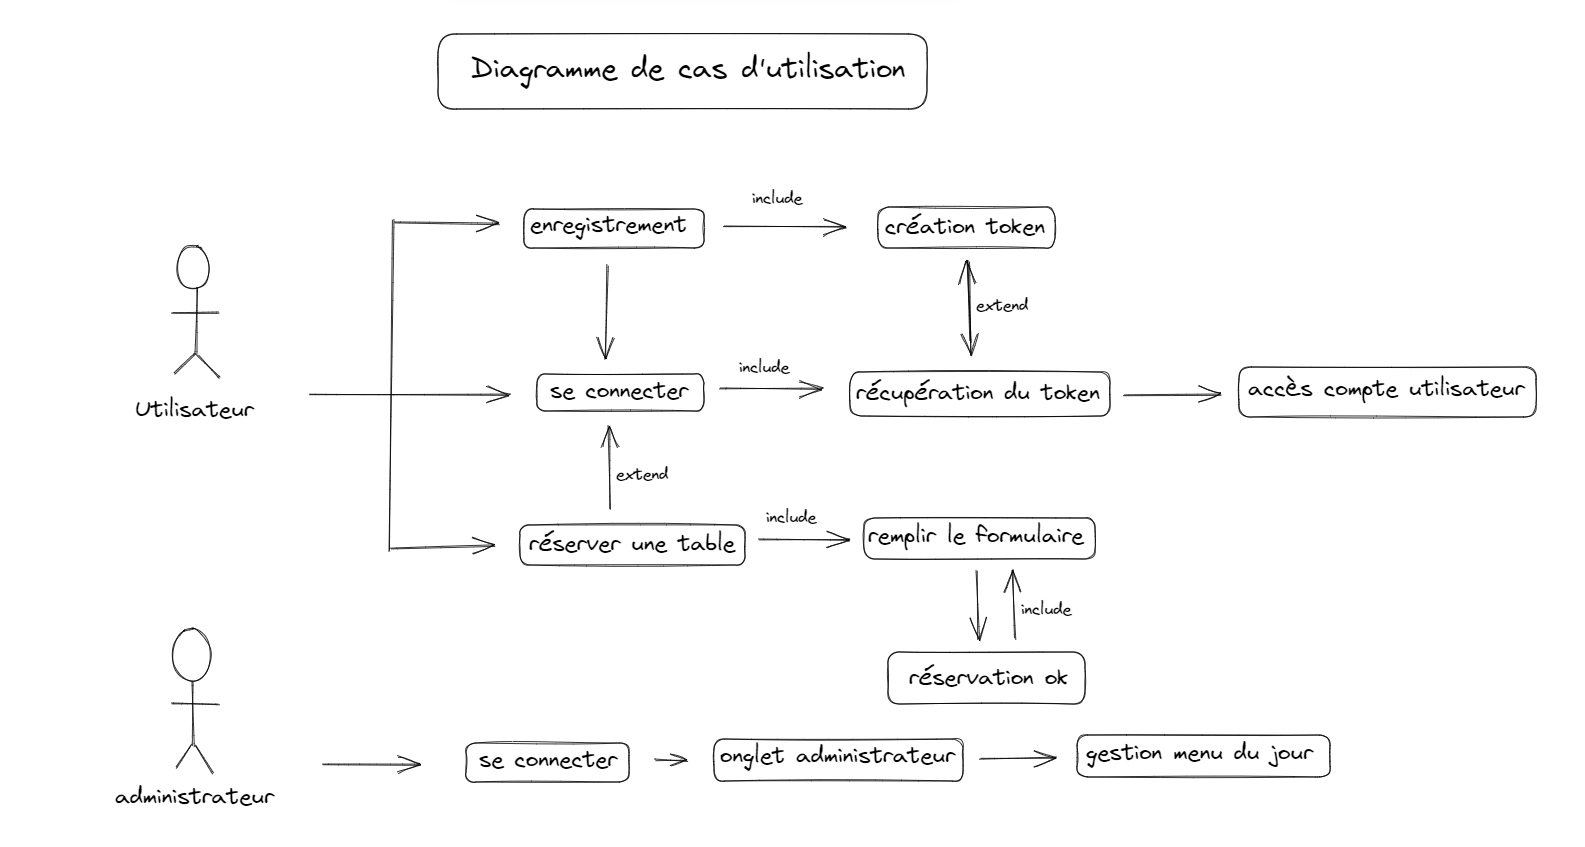 Diagramme de cas d'utilisation
include
enregistrement
création token
extend
include
se connecter
récupération du token
accès compte utilisateur
Utilisateur
extend
include
réserver une table
remplir le formulaire
include
réservation ok
se connecter
onglet administrateur
gestion menu du jour
administrateur